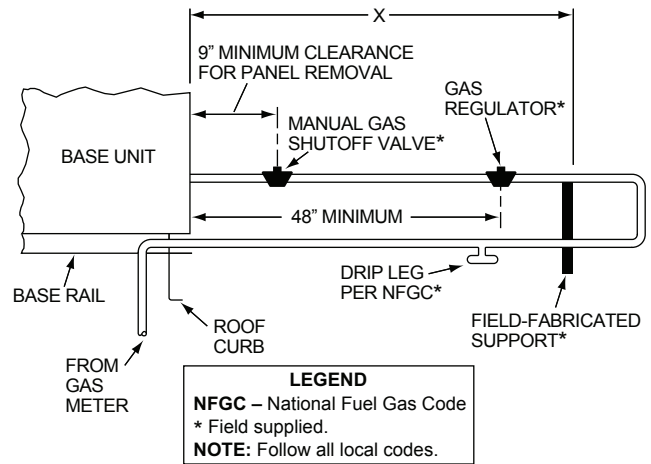 X
9” MINIMUM CLEARANCE
FOR PANEL REMOVAL
GAS
REGULATOR*
MANUAL GAS
SHUTOFF VALVE*
BASE UNIT
48” MINIMUM
BASE RAIL
DRIP LEG
PER NFGC*
ROOF
CURB
FIELD-FABRICATED
SUPPORT*
FROM
GAS
METER
LEGEND
NFGC – National Fuel Gas Code
* Field supplied.
NOTE: Follow all local codes.